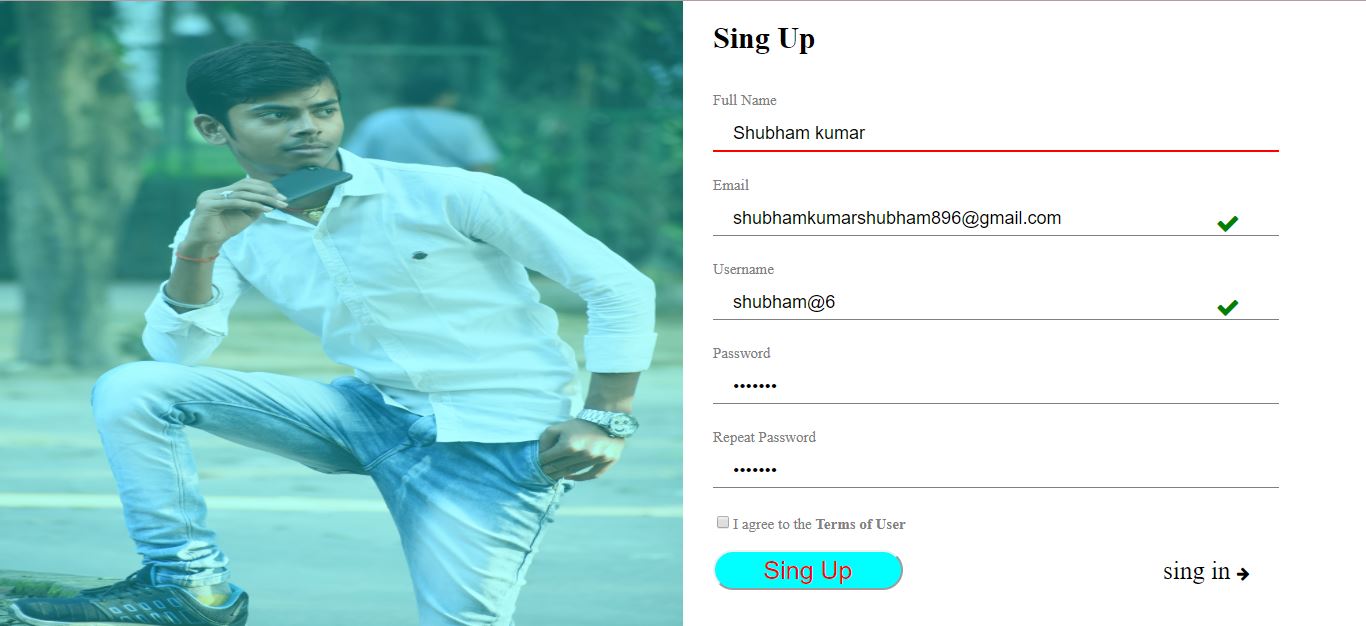 Sing Up
Full Name
Shubham kumar
Email
shubhamkumarshubham896@gmail.com
Username
shubham@6
Password
•••••••
Repeat Password
•••••••
I agree to the Terms of User
Sing Up
sing in